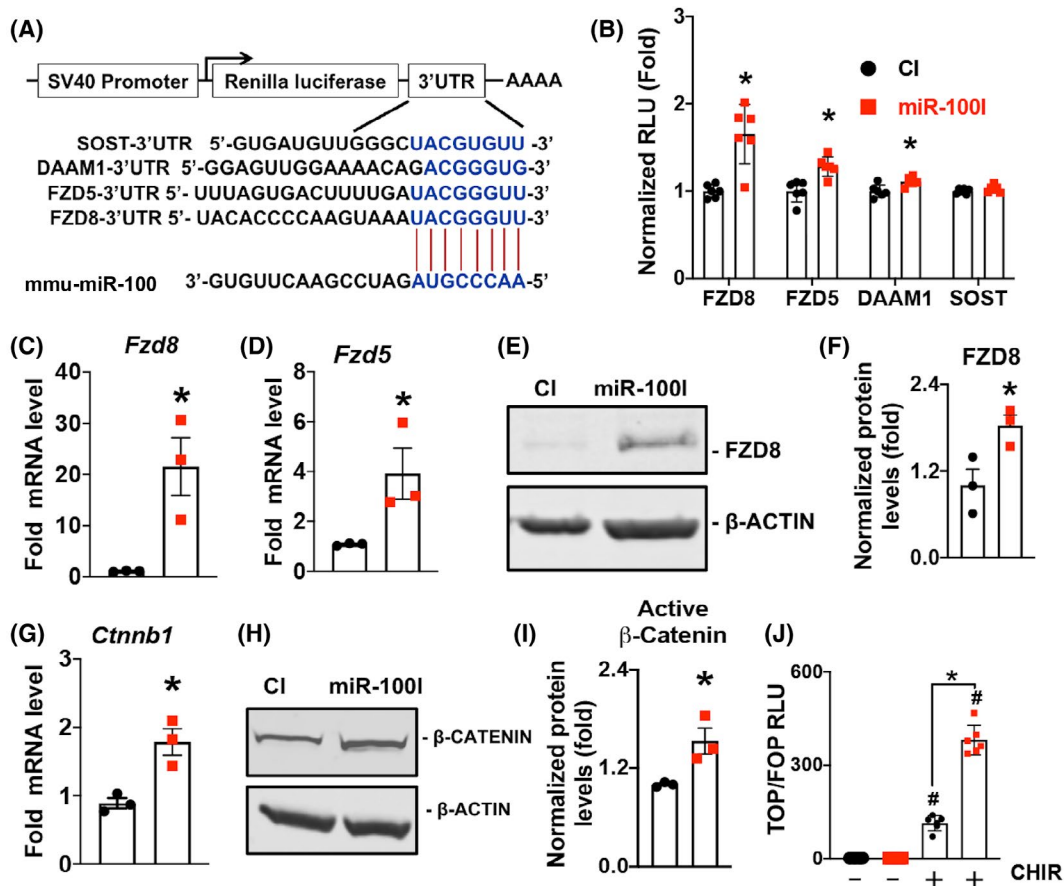 (A)
SV40 Promoter Renilla luciferase 3'UTR AAAA
SOST-3'UTR 5'-GUGAUGUUGGGCUACGUGUU -3'
DAAM1-3'UTR 5'-GGAGUUGGAAAACAGACGGGUG-3'
FZD5-3'UTR 5'- UUUAGUGACUUUUGAUACGGGUU -3'
FZD8-3'UTR 5'- UACACCCCAAGUAAAUACGGGUU -3'
mmu-miR-100 3'-GUGUUCAAGCCUAGAUGCCCAA-5'
(B)
Normalized RLU (Fold)
3
2
1
0
CI
miR-100I
* * *
FZD8 FZD5 DAAM1 SOST
(C)
Fzd8
Fold mRNA level
40
30
20
10
0
*
(D)
Fzd5
Fold mRNA level
8
6
4
2
0
*
(E)
CI miR-100I
- FZD8
- β-ACTIN
(F)
FZD8
Normalized protein
levels (fold)
2.4
1.2
0.0
*
(G)
Ctnnb1
Fold mRNA level
3
2
1
0
*
(H)
CI miR-100I
- β-CATENIN
- β-ACTIN
(I)
Active
β-Catenin
Normalized protein
levels (fold)
2.4
1.2
0.0
*
(J)
TOP/FOP RLU
600
300
0
*
#
#
– – + + CHIR